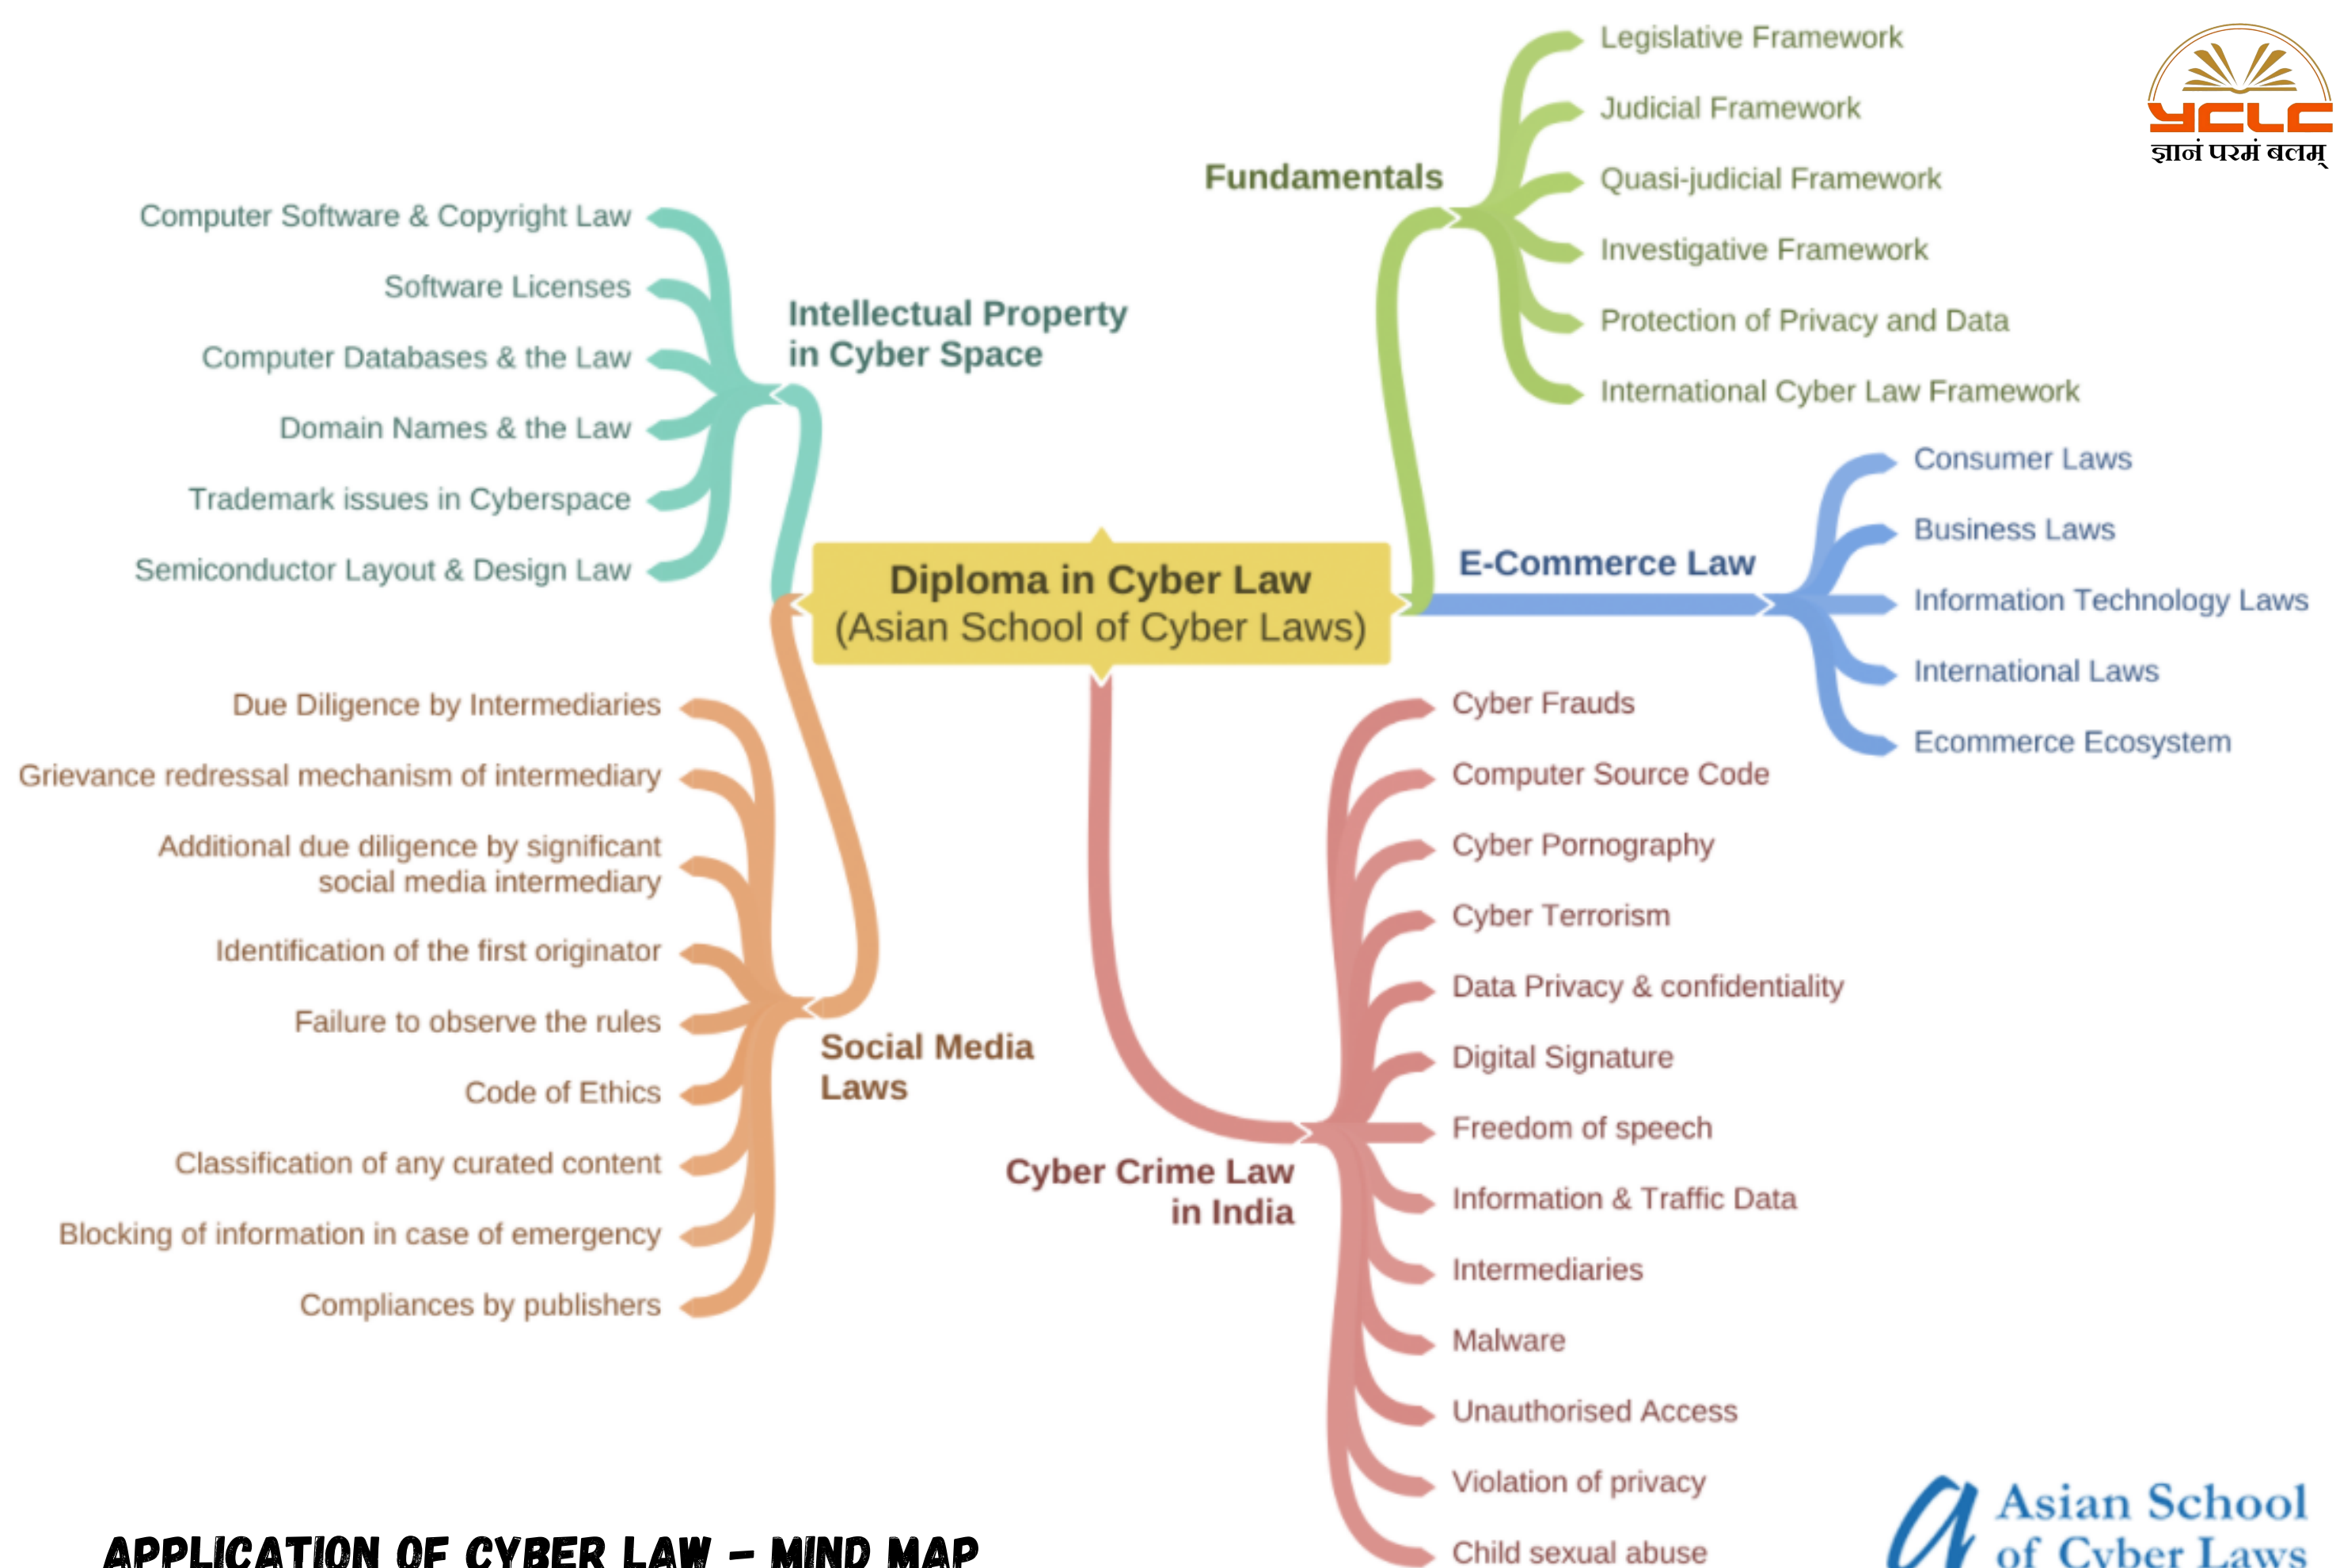 Legislative Framework
Judicial Framework
Fundamentals
Quasi-judicial Framework
Investigative Framework
Protection of Privacy and Data
International Cyber Law Framework
YCLC
ज्ञानं परमं बलम्
Computer Software & Copyright Law
Software Licenses
Intellectual Property
in Cyber Space
Computer Databases & the Law
Domain Names & the Law
Trademark issues in Cyberspace
Semiconductor Layout & Design Law
Consumer Laws
Business Laws
E-Commerce Law
Information Technology Laws
International Laws
Ecommerce Ecosystem
Diploma in Cyber Law
(Asian School of Cyber Laws)
Due Diligence by Intermediaries
Grievance redressal mechanism of intermediary
Additional due diligence by significant
social media intermediary
Identification of the first originator
Failure to observe the rules
Social Media
Laws
Code of Ethics
Classification of any curated content
Blocking of information in case of emergency
Compliances by publishers
Cyber Frauds
Computer Source Code
Cyber Pornography
Cyber Terrorism
Data Privacy & confidentiality
Digital Signature
Freedom of speech
Cyber Crime Law
in India
Information & Traffic Data
Intermediaries
Malware
Unauthorised Access
Violation of privacy
Child sexual abuse
APPLICATION OF CYBER LAW - MIND MAP
a
Asian School
of Cyber Laws